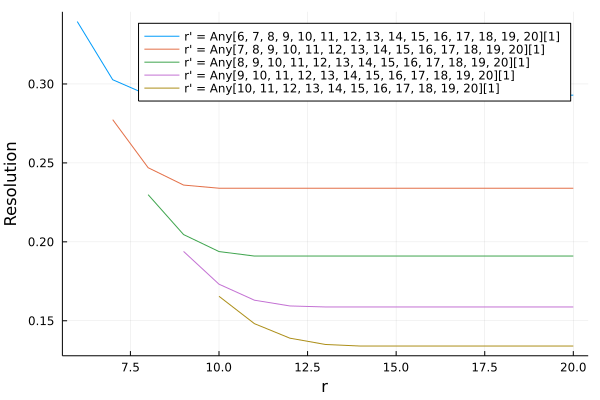 r' = Any[6, 7, 8, 9, 10, 11, 12, 13, 14, 15, 16, 17, 18, 19, 20][1]
r' = Any[7, 8, 9, 10, 11, 12, 13, 14, 15, 16, 17, 18, 19, 20][1]
r' = Any[8, 9, 10, 11, 12, 13, 14, 15, 16, 17, 18, 19, 20][1]
r' = Any[9, 10, 11, 12, 13, 14, 15, 16, 17, 18, 19, 20][1]
r' = Any[10, 11, 12, 13, 14, 15, 16, 17, 18, 19, 20][1]
Resolution
0.30
0.25
0.20
0.15
7.5 10.0 12.5 15.0 17.5 20.0
r